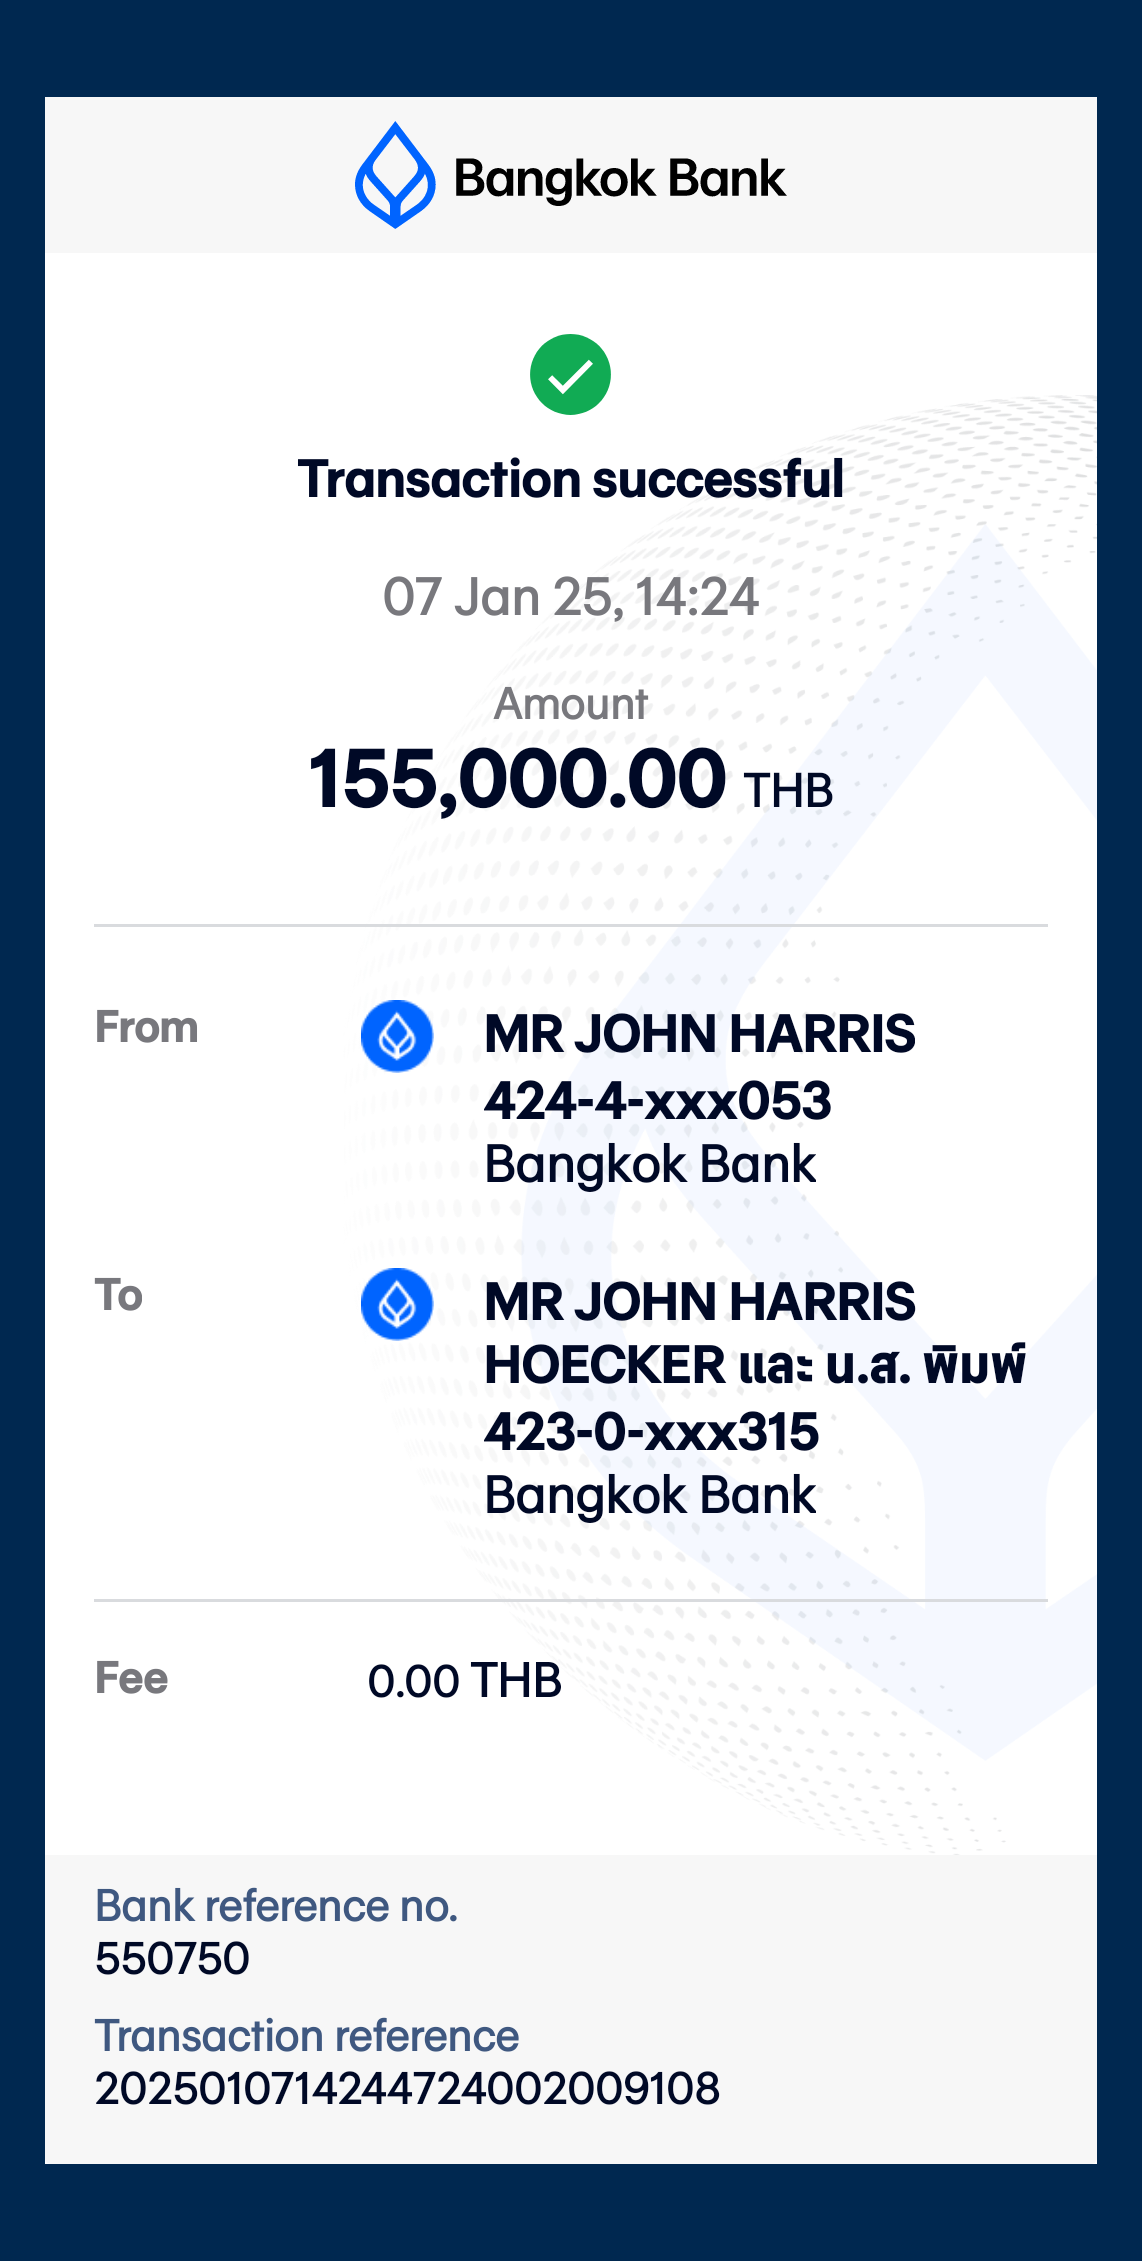 Bangkok Bank
Transaction successful
07 Jan 25, 14:24
Amount
155,000.00 THB
From
MR JOHN HARRIS
424-4-xxx053
Bangkok Bank
To
MR JOHN HARRIS
HOECKER และ น.ส. พิมพ์
423-0-xxx315
Bangkok Bank
Fee
0.00 THB
Bank reference no.
550750
Transaction reference
2025010714244724002009108